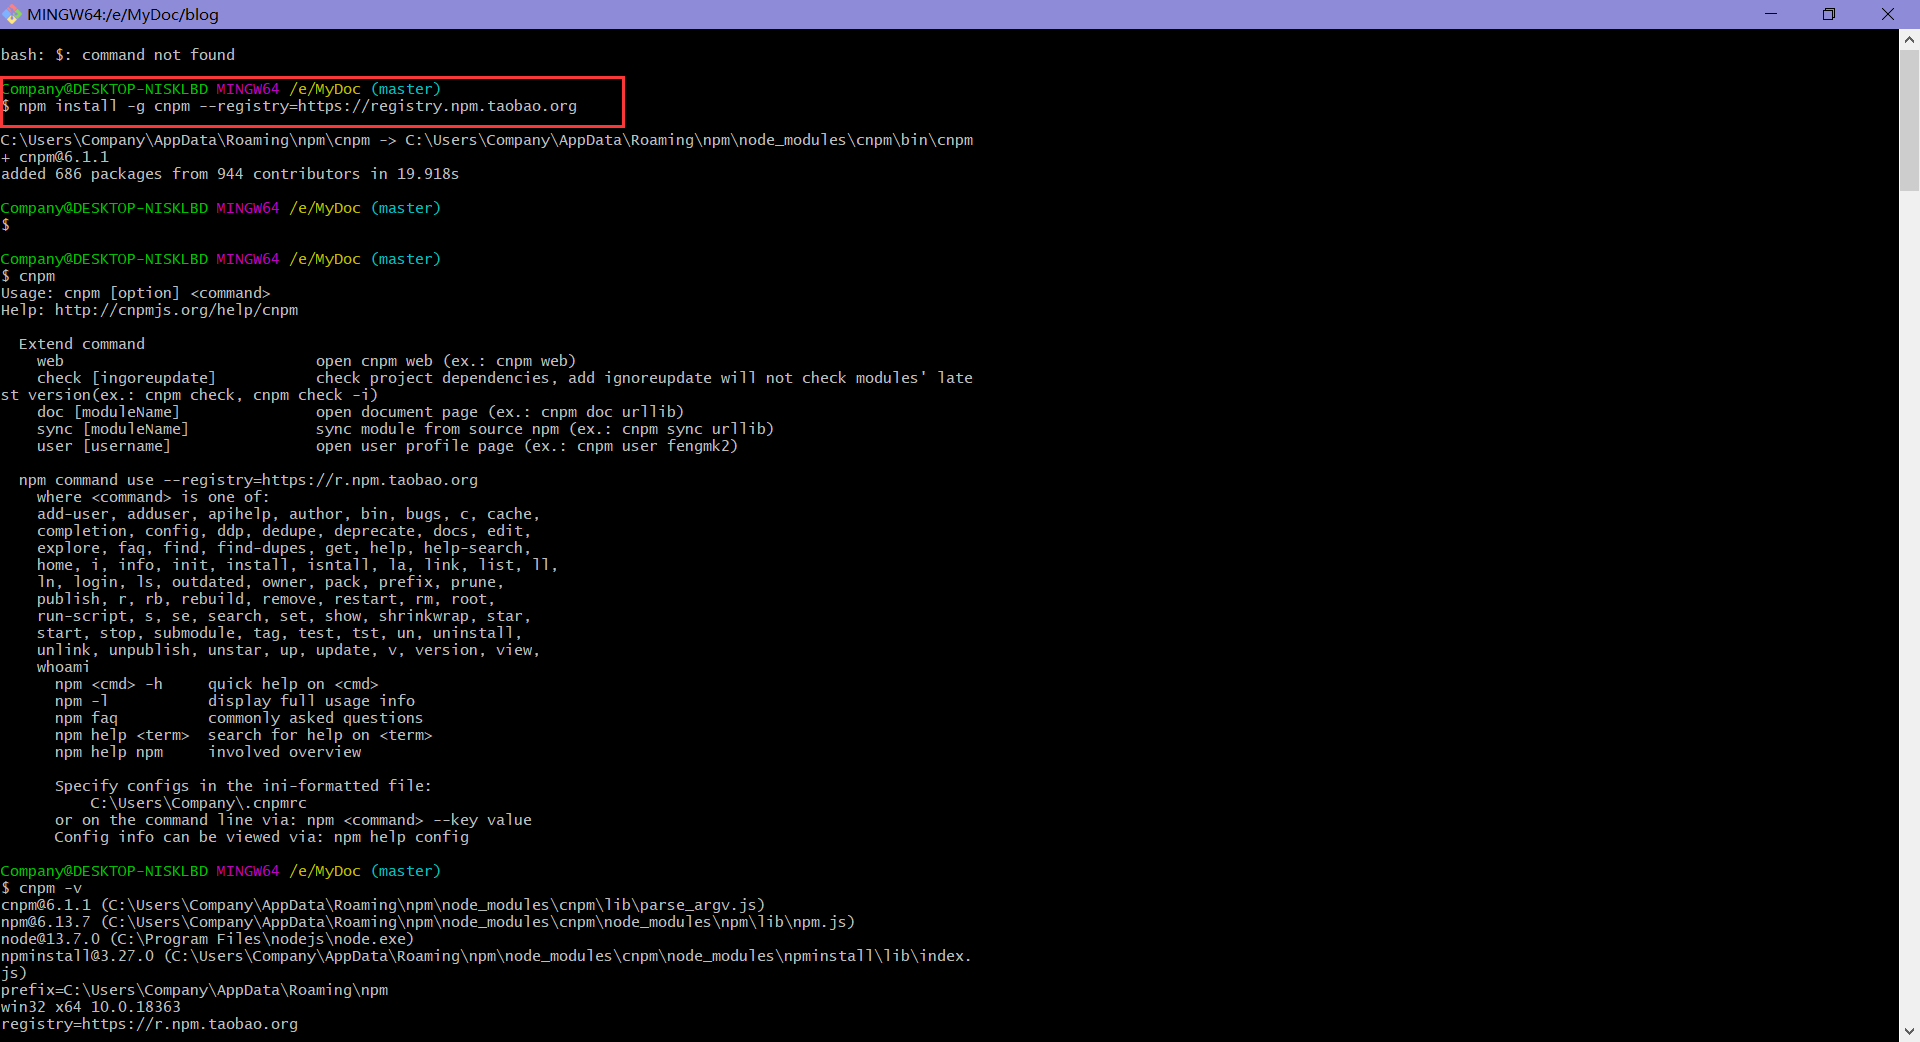 MINGW64:/e/MyDoc/blog
bash: $: command not found
Company@DESKTOP-NISKLBD MINGW64 /e/MyDoc (master)
$ npm install -g cnpm --registry=https://registry.npm.taobao.org
C:\Users\Company\AppData\Roaming\npm\cnpm -> C:\Users\Company\AppData\Roaming\npm\node_modules\cnpm\bin\cnpm
+ cnpm@6.1.1
added 686 packages from 944 contributors in 19.918s
Company@DESKTOP-NISKLBD MINGW64 /e/MyDoc (master)
$
Company@DESKTOP-NISKLBD MINGW64 /e/MyDoc (master)
$ cnpm
Usage: cnpm [option] <command>
Help: http://cnpmjs.org/help/cnpm
Extend command
web                            open cnpm web (ex.: cnpm web)
check [ingoreupdate]           check project dependencies, add ignoreupdate will not check modules' late
st version(ex.: cnpm check, cnpm check -i)
doc [moduleName]               open document page (ex.: cnpm doc urllib)
sync [moduleName]              sync module from source npm (ex.: cnpm sync urllib)
user [username]                open user profile page (ex.: cnpm user fengmk2)
npm command use --registry=https://r.npm.taobao.org
where <command> is one of:
add-user, adduser, apihelp, author, bin, bugs, c, cache,
completion, config, ddp, dedupe, deprecate, docs, edit,
explore, faq, find, find-dupes, get, help, help-search,
home, i, info, init, install, isntall, la, link, list, ll,
ln, login, ls, outdated, owner, pack, prefix, prune,
publish, r, rb, rebuild, remove, restart, rm, root,
run-script, s, se, search, set, show, shrinkwrap, star,
start, stop, submodule, tag, test, tst, un, uninstall,
unlink, unpublish, unstar, up, update, v, version, view,
whoami
npm <cmd> -h     quick help on <cmd>
npm -l           display full usage info
npm faq          commonly asked questions
npm help <term>  search for help on <term>
npm help npm     involved overview
Specify configs in the ini-formatted file:
C:\Users\Company\.cnpmrc
or on the command line via: npm <command> --key value
Config info can be viewed via: npm help config
Company@DESKTOP-NISKLBD MINGW64 /e/MyDoc (master)
$ cnpm -v
cnpm@6.1.1 (C:\Users\Company\AppData\Roaming\npm\node_modules\cnpm\lib\parse_argv.js)
npm@6.13.7 (C:\Users\Company\AppData\Roaming\npm\node_modules\cnpm\node_modules\npm\lib\npm.js)
node@13.7.0 (C:\Program Files\nodejs\node.exe)
npminstall@3.27.0 (C:\Users\Company\AppData\Roaming\npm\node_modules\cnpm\node_modules\npminstall\lib\index.
js)
prefix=C:\Users\Company\AppData\Roaming\npm
win32 x64 10.0.18363
registry=https://r.npm.taobao.org